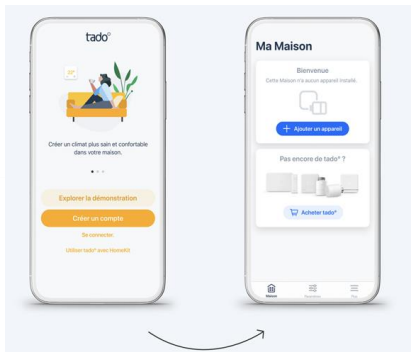 tado°
Créer un climat plus sain et confortable
dans votre maison.
Explorer la démonstration
Créer un compte
Se connecter
Utiliser tado° avec HomeKit
Ma Maison
Bienvenue
Cette Maison n'a aucun appareil installé.
+ Ajouter un appareil
Pas encore de tado° ?
Acheter tado°
Maison
Plus